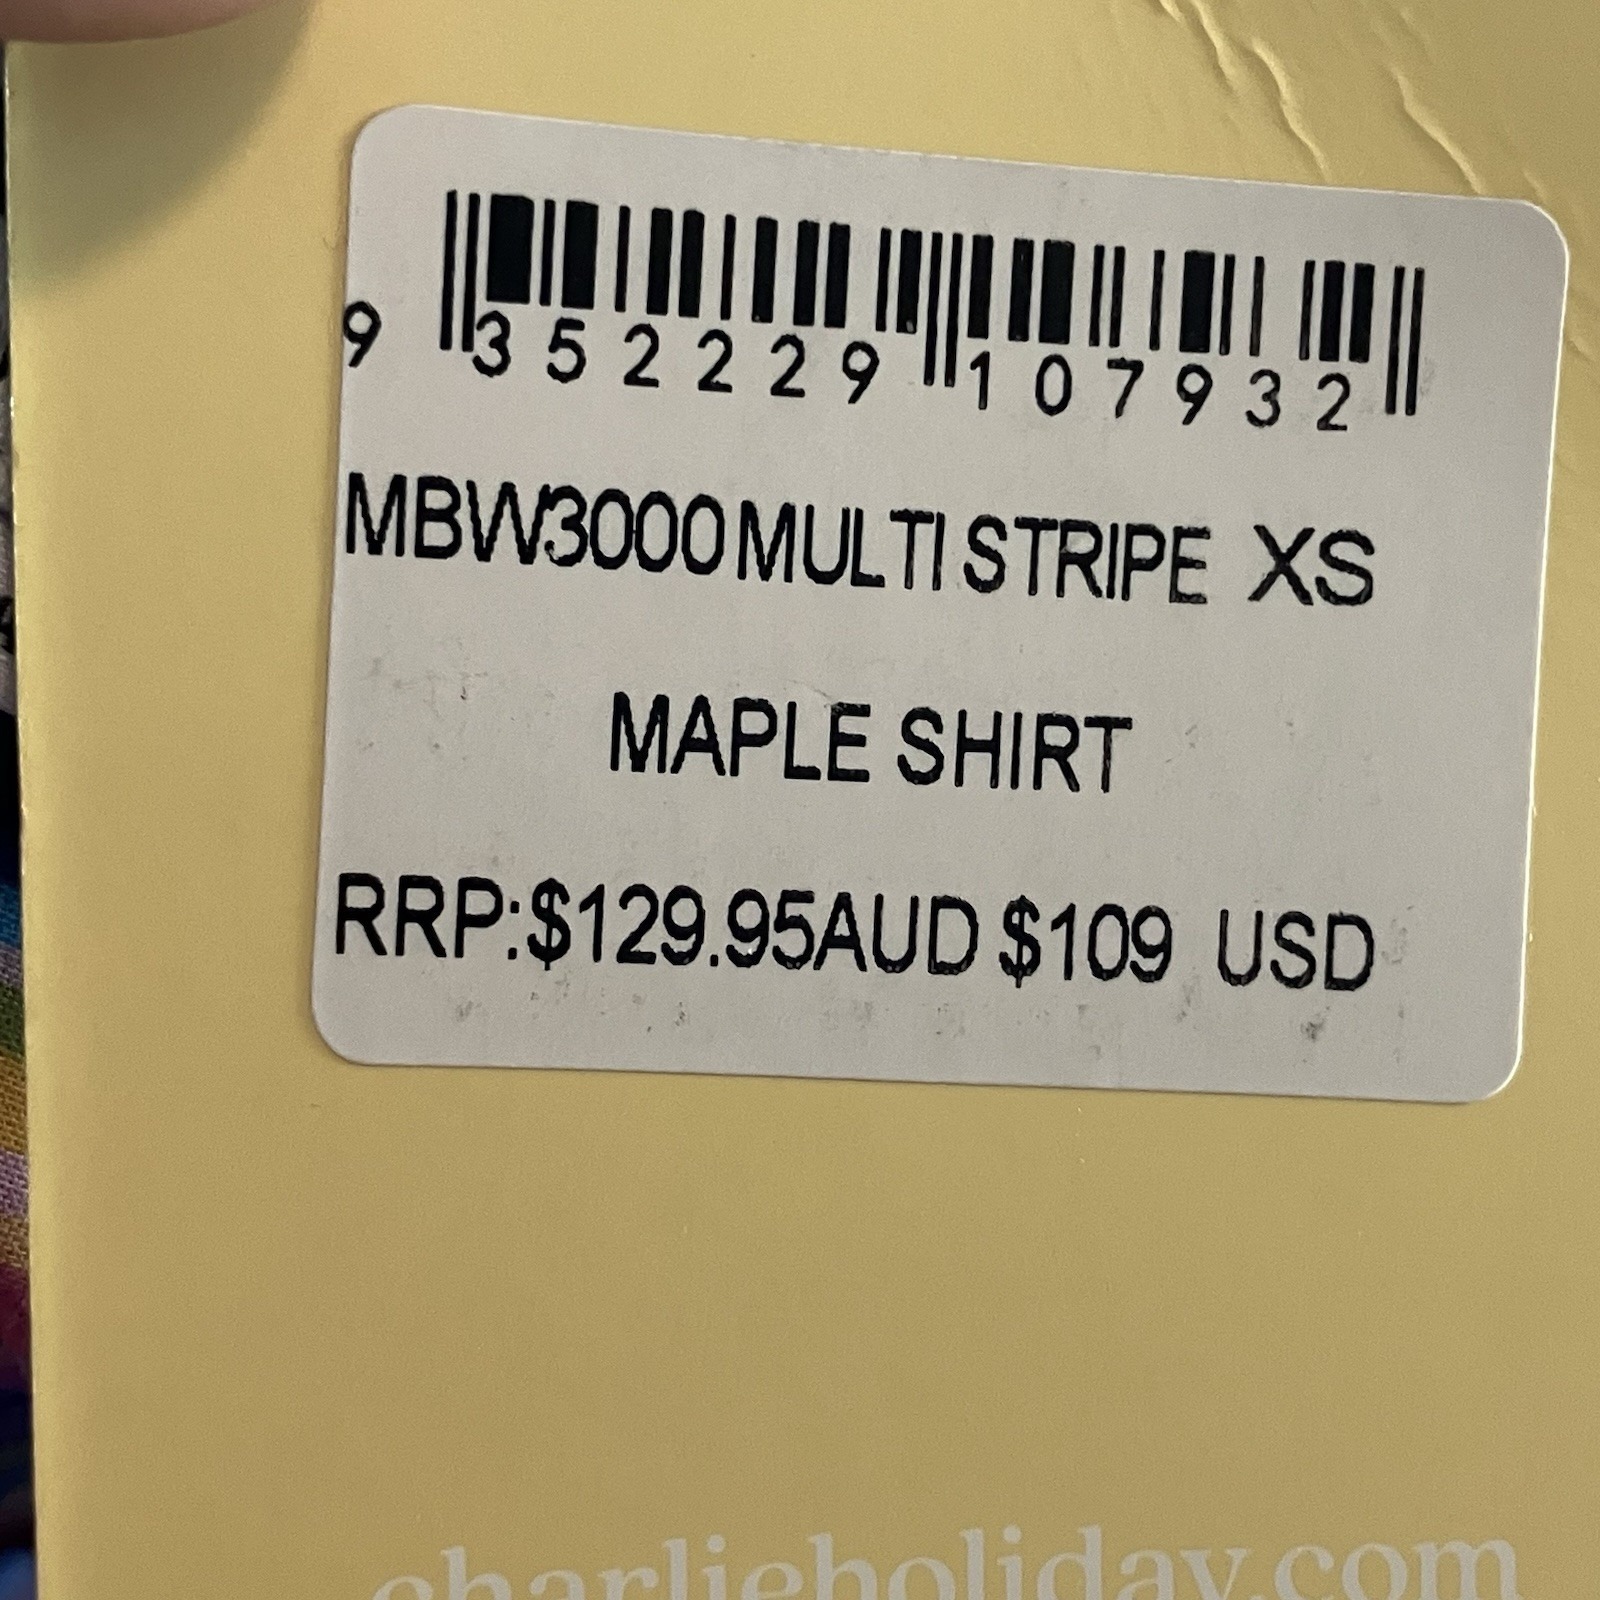 9 352229 107932
MBW3000 MULTI STRIPE XS
MAPLE SHIRT
RRP:$129.95AUD $109 USD
charlieholiday.com